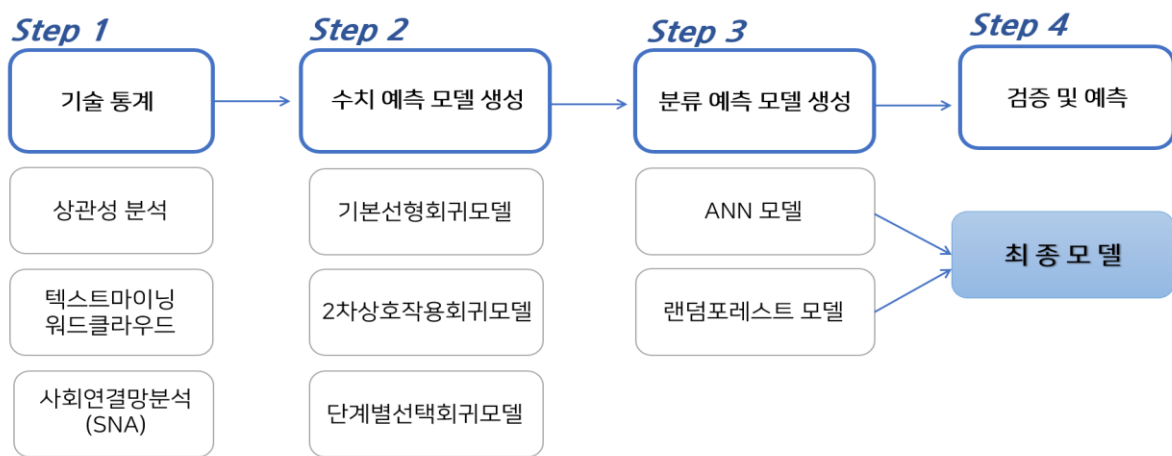 Step 1
기술 통계
상관성 분석
텍스트마이닝
워드클라우드
사회연결망분석
(SNA)
Step 2
수치 예측 모델 생성
기본선형회귀모델
2차상호작용회귀모델
단계별선택회귀모델
Step 3
분류 예측 모델 생성
ANN 모델
랜덤포레스트 모델
Step 4
검증 및 예측
최 종 모 델